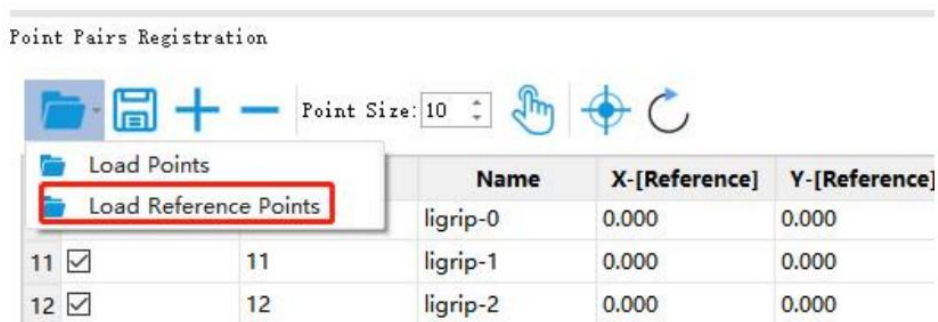 Point Pairs Registration
Point Size: 10
Load Points
Load Reference Points
Name X-[Reference] Y-[Reference]
ligrip-0 0.000 0.000
11 11 ligrip-1 0.000 0.000
12 12 ligrip-2 0.000 0.000